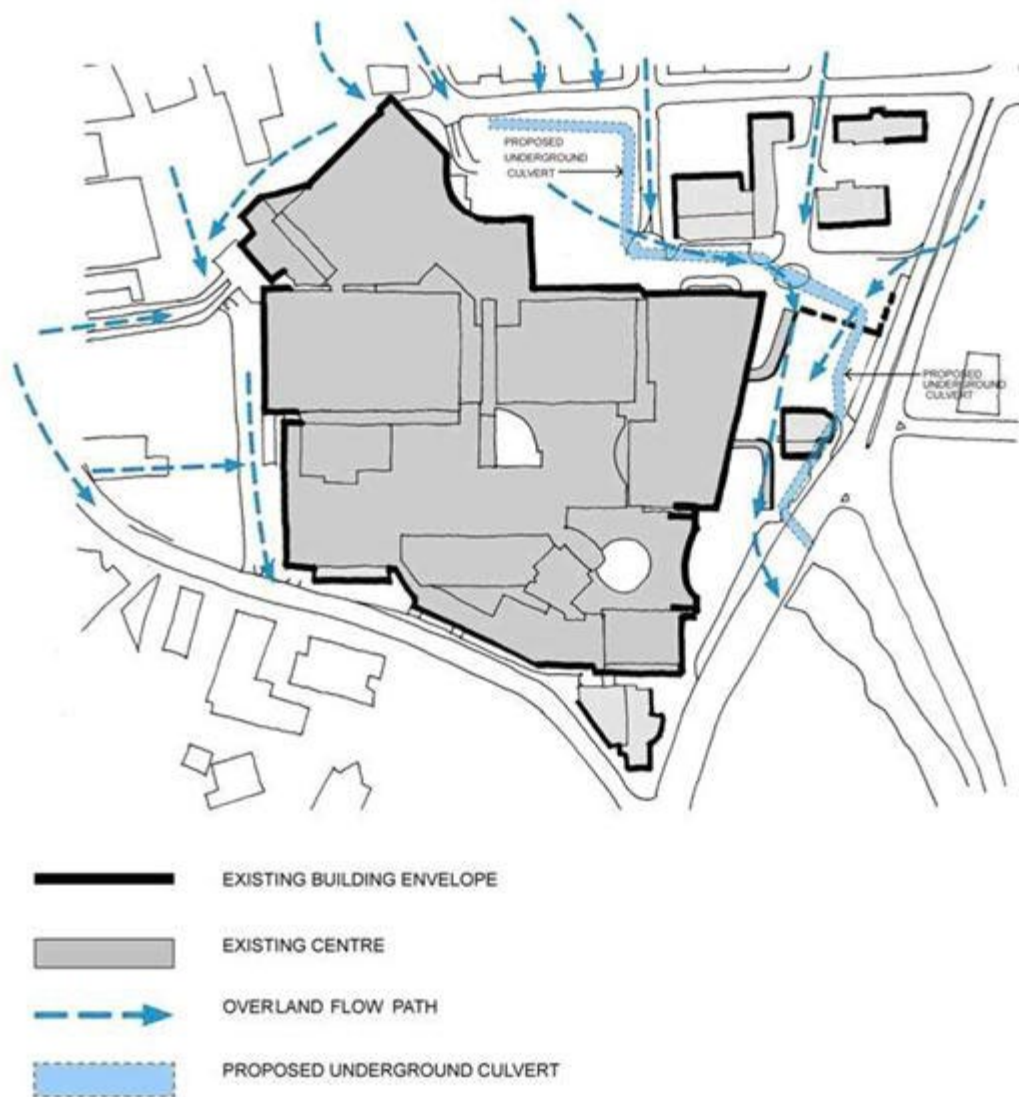 PROPOSED
UNDERGROUND
CULVERT
PROPOSED
UNDERGROUND
CULVERT
EXISTING BUILDING ENVELOPE
EXISTING CENTRE
OVERLAND FLOW PATH
PROPOSED UNDERGROUND CULVERT